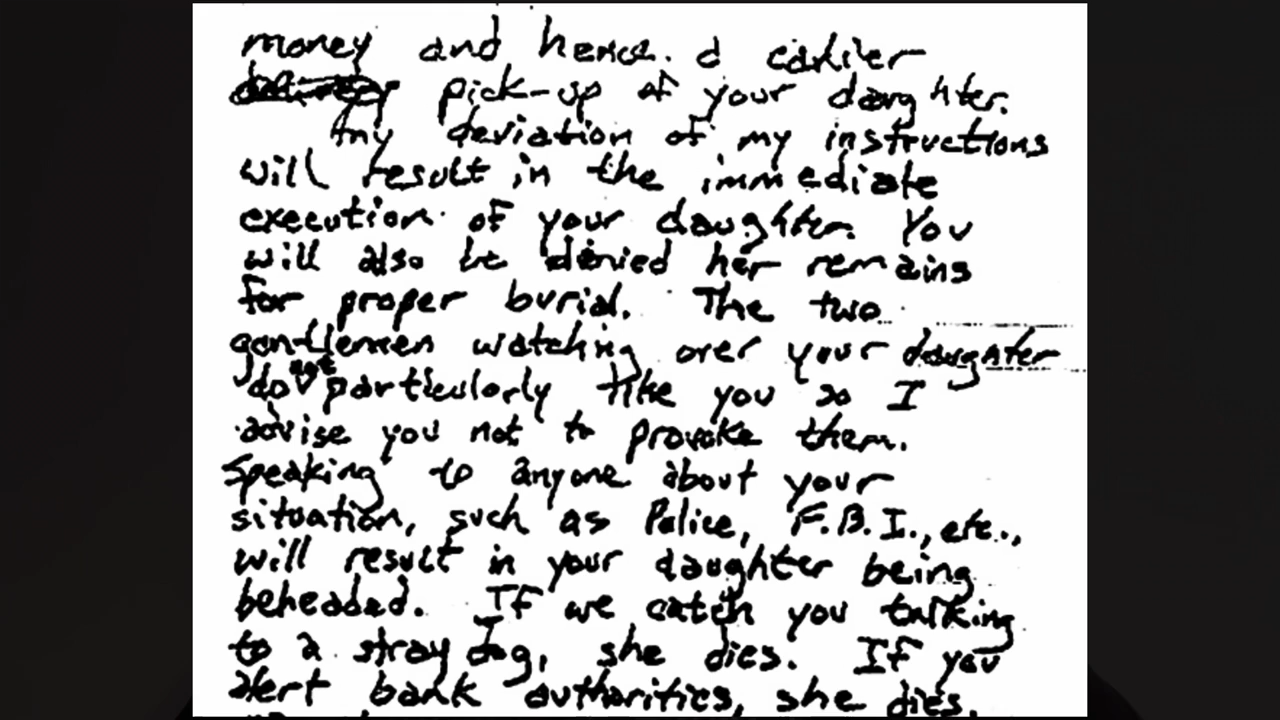 money and hence. a earlier
delivery pick-up of your daughter.
Any deviation of my instructions
will result in the immediate
execution of your daughter. You
will also be denied her remains
for proper burial. The two
gentlemen watching over your daughter
do not particularly like you so I
advise you not to provoke them.
Speaking to anyone about your
situation, such as Police, F.B.I., etc.,
will result in your daughter being
beheaded. If we catch you talking
to a stray dog, she dies. If you
alert bank authorities, she dies.